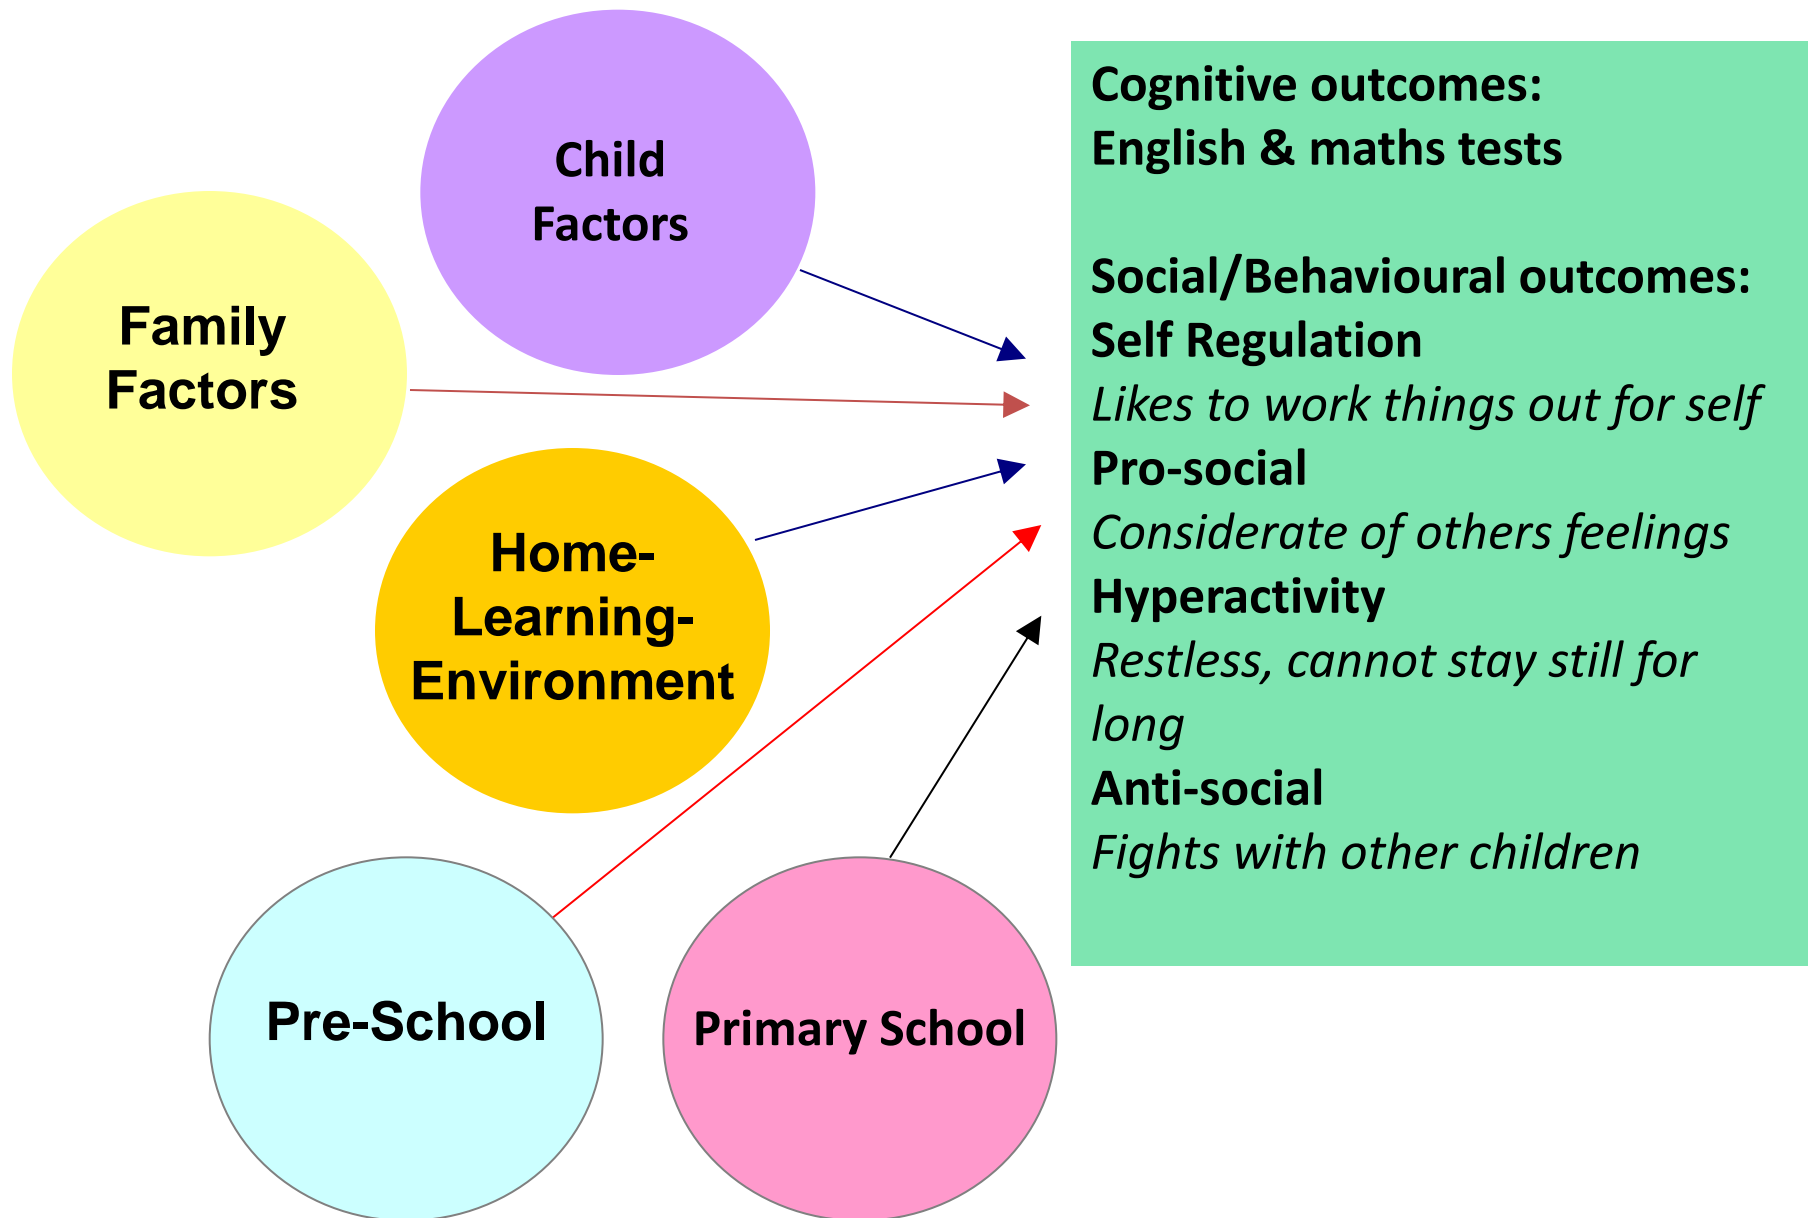 Child
Factors
Family
Factors
Home-
Learning-
Environment
Pre-School
Primary School
Cognitive outcomes:
English & maths tests
Social/Behavioural outcomes:
Self Regulation
Likes to work things out for self
Pro-social
Considerate of others feelings
Hyperactivity
Restless, cannot stay still for
long
Anti-social
Fights with other children